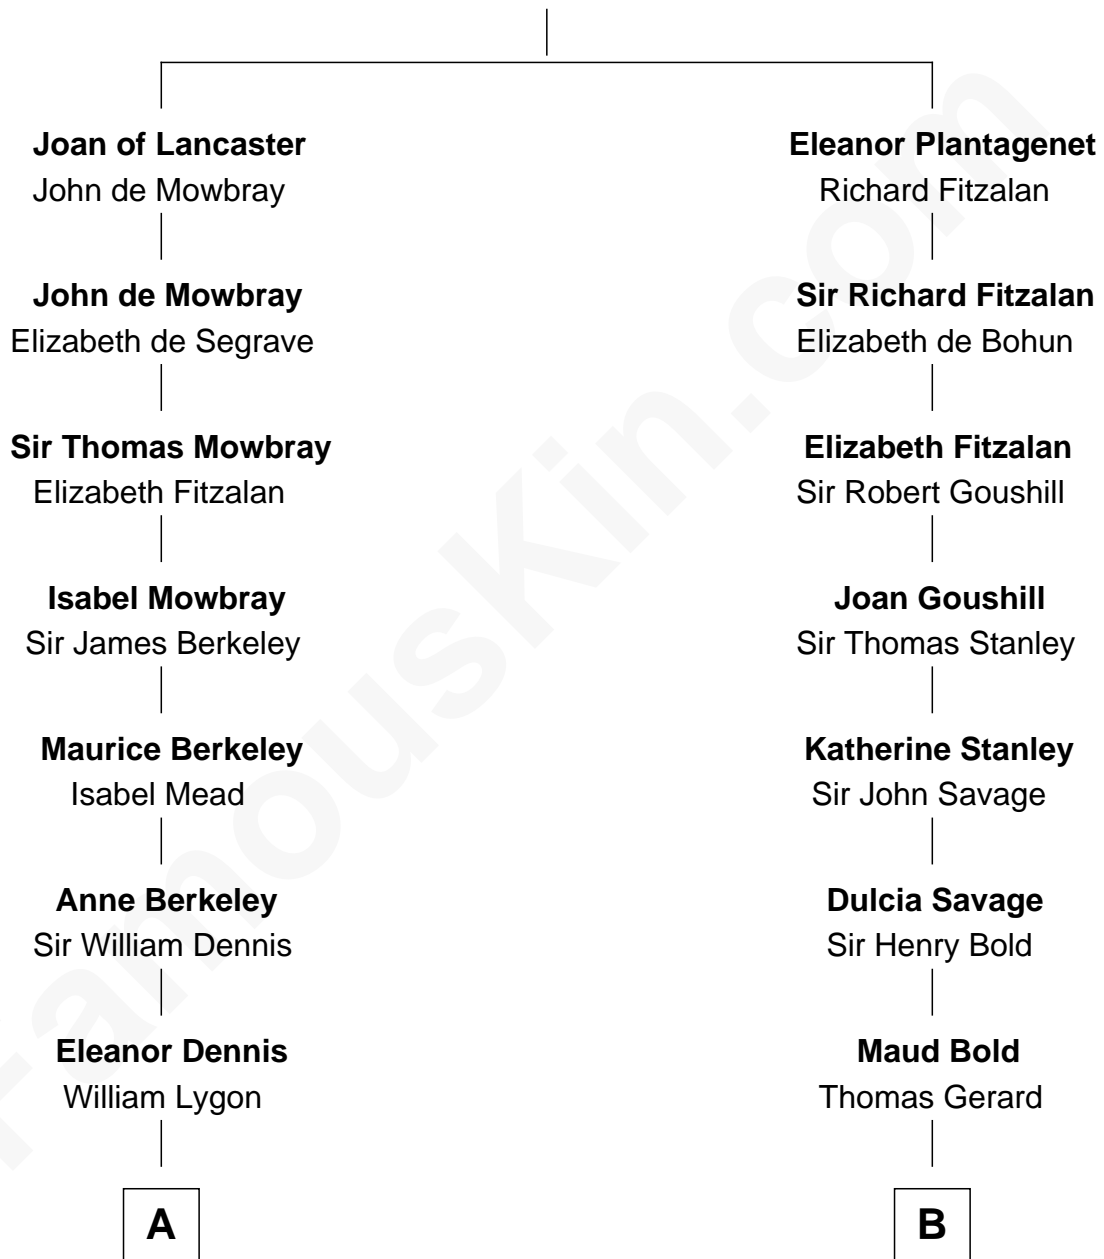 Joan of Lancaster
John de Mowbray
John de Mowbray
Elizabeth de Segrave
Sir Thomas Mowbray
Elizabeth Fitzalan
Isabel Mowbray
Sir James Berkeley
Maurice Berkeley
Isabel Mead
Anne Berkeley
Sir William Dennis
Eleanor Dennis
William Lygon
A
Eleanor Plantagenet
Richard Fitzalan
Sir Richard Fitzalan
Elizabeth de Bohun
Elizabeth Fitzalan
Sir Robert Goushill
Joan Goushill
Sir Thomas Stanley
Katherine Stanley
Sir John Savage
Dulcia Savage
Sir Henry Bold
Maud Bold
Thomas Gerard
B
FamousKin.com